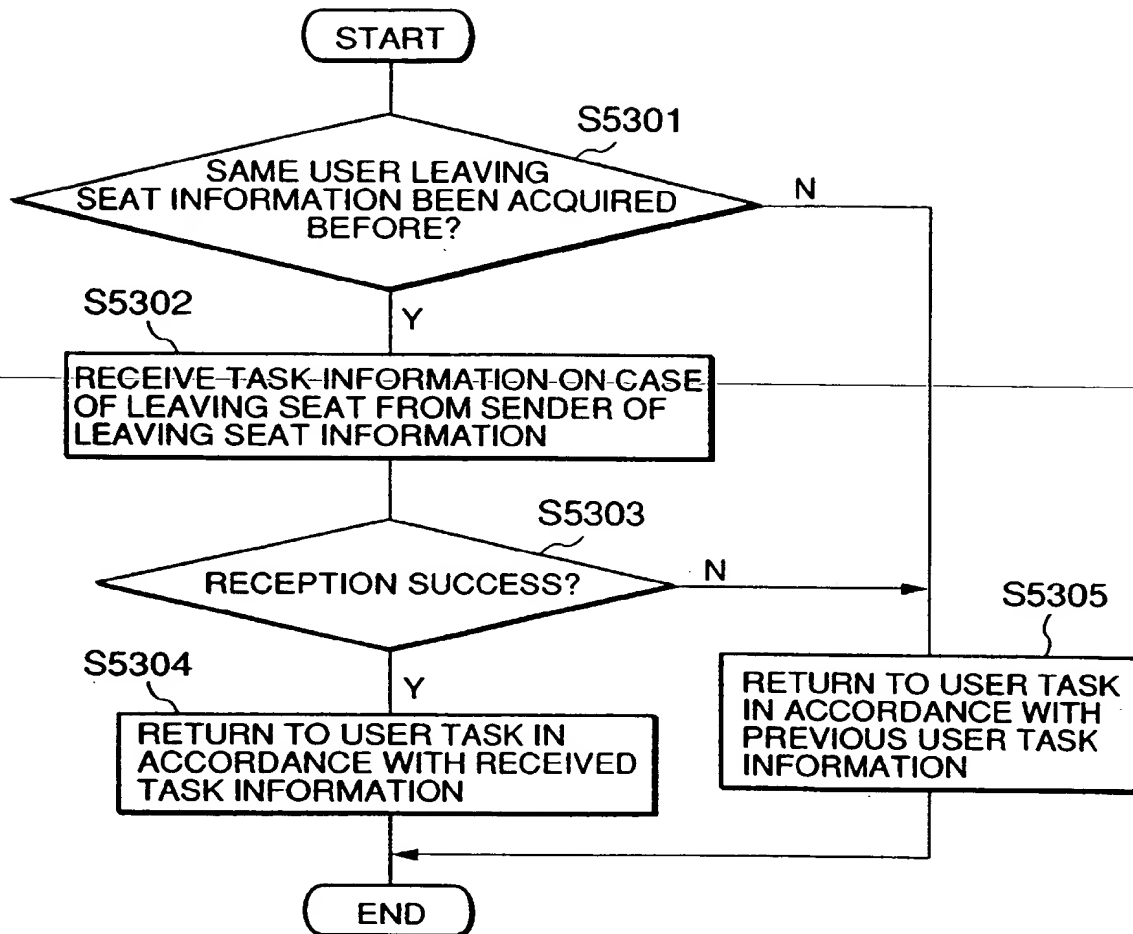 START
S5301
SAME USER LEAVING
SEAT INFORMATION BEEN ACQUIRED
BEFORE?
N
S5302
Y
RECEIVE TASK INFORMATION ON CASE
OF LEAVING SEAT FROM SENDER OF
LEAVING SEAT INFORMATION
S5303
RECEPTION SUCCESS?
N
S5305
S5304
Y
RETURN TO USER TASK IN
ACCORDANCE WITH RECEIVED
TASK INFORMATION
RETURN TO USER TASK
IN ACCORDANCE WITH
PREVIOUS USER TASK
INFORMATION
END